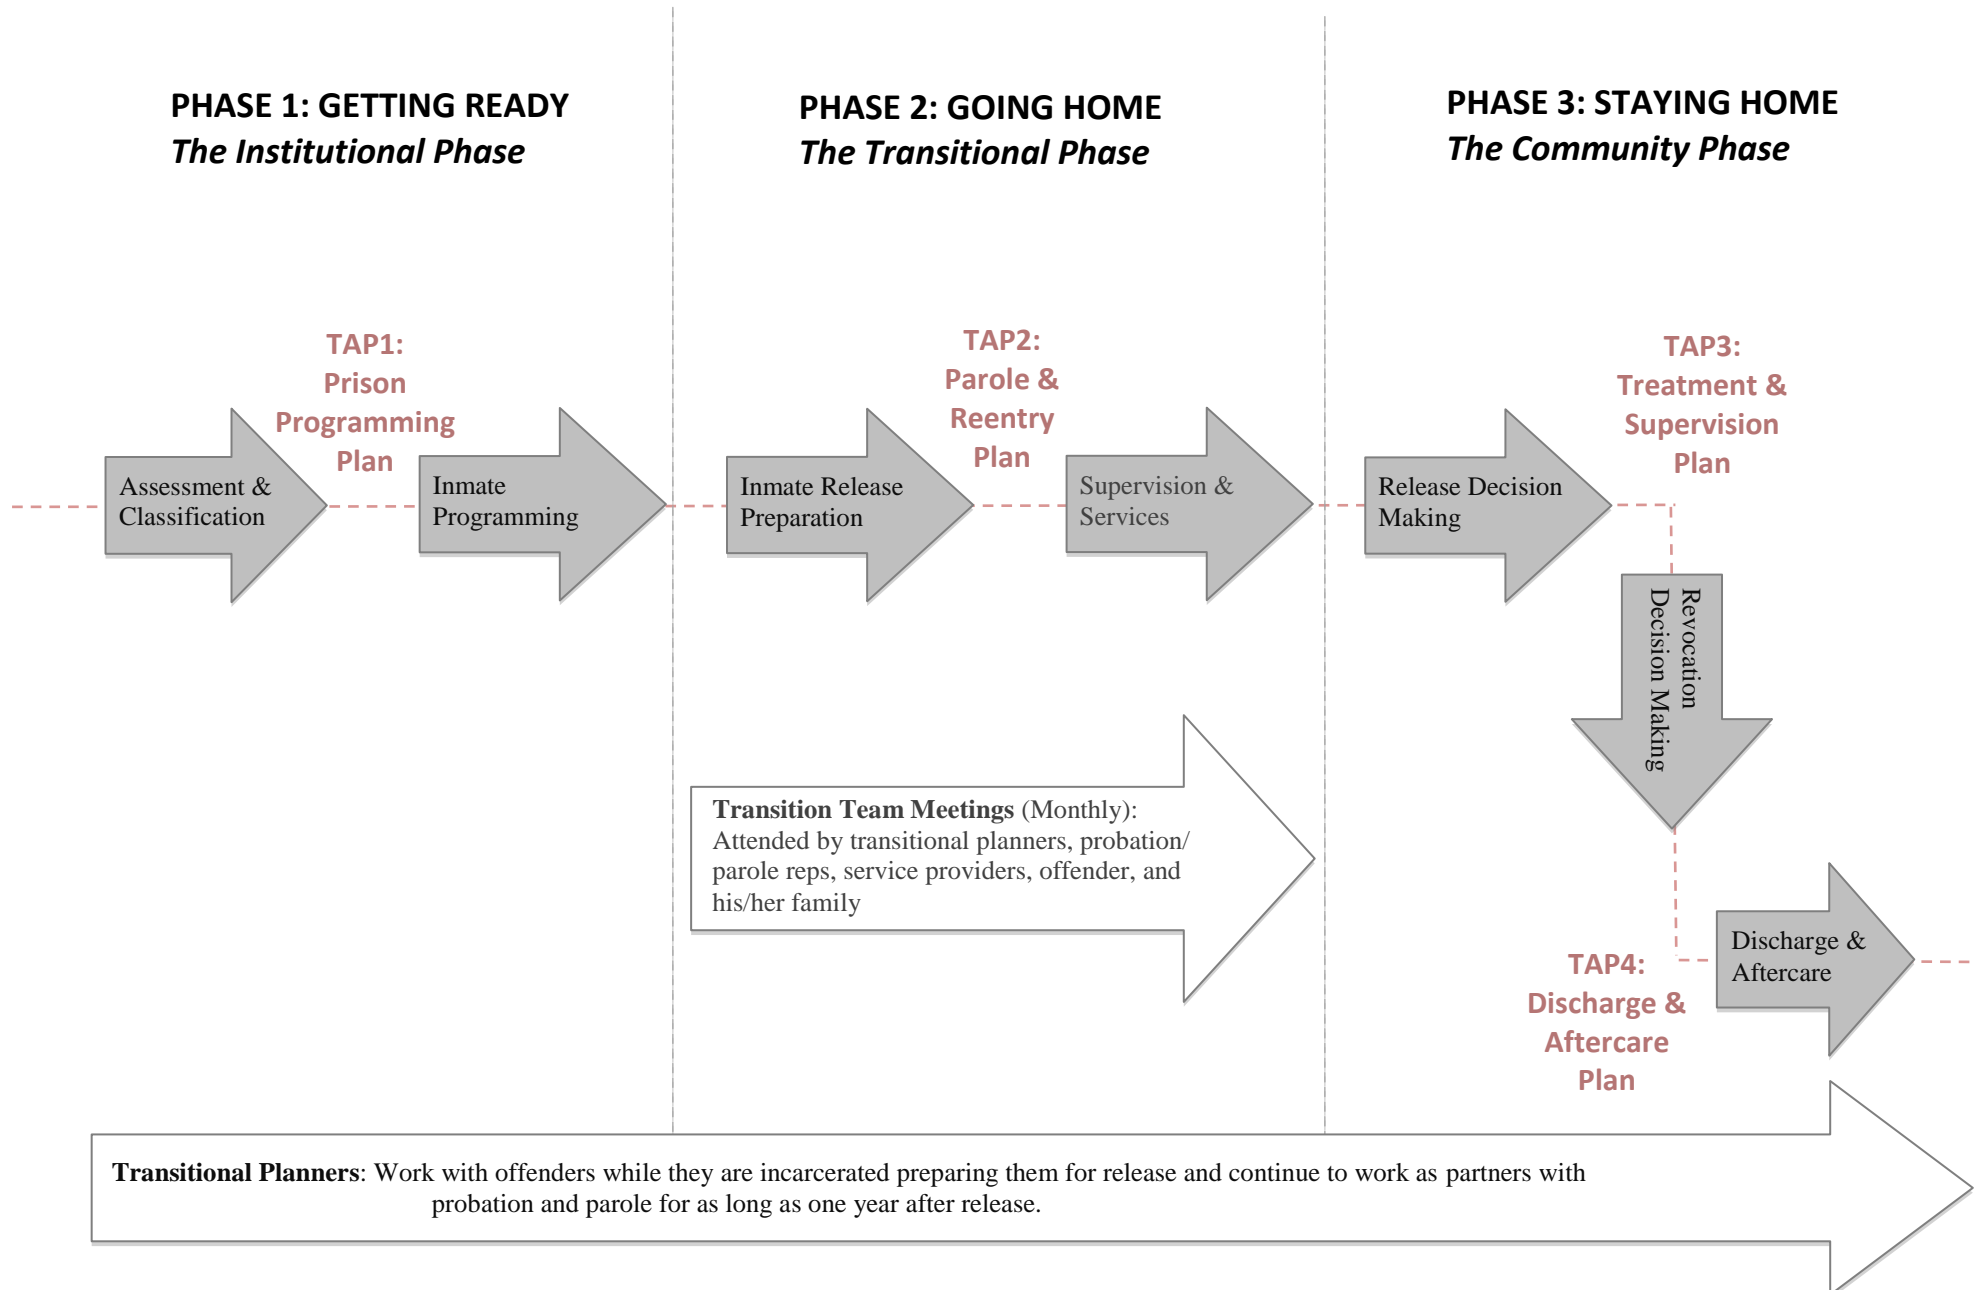 PHASE 1: GETTING READY
The Institutional Phase
PHASE 2: GOING HOME
The Transitional Phase
PHASE 3: STAYING HOME
The Community Phase
TAP1:
Prison
Programming
Plan
TAP2:
Parole &
Reentry
Plan
TAP3:
Treatment &
Supervision
Plan
Assessment &
Classification
Inmate
Programming
Inmate Release
Preparation
Supervision &
Services
Release Decision
Making
Revocation
Decision Making
Transition Team Meetings (Monthly):
Attended by transitional planners, probation/
parole reps, service providers, offender, and
his/her family
TAP4:
Discharge &
Aftercare
Plan
Discharge &
Aftercare
Transitional Planners: Work with offenders while they are incarcerated preparing them for release and continue to work as partners with
probation and parole for as long as one year after release.